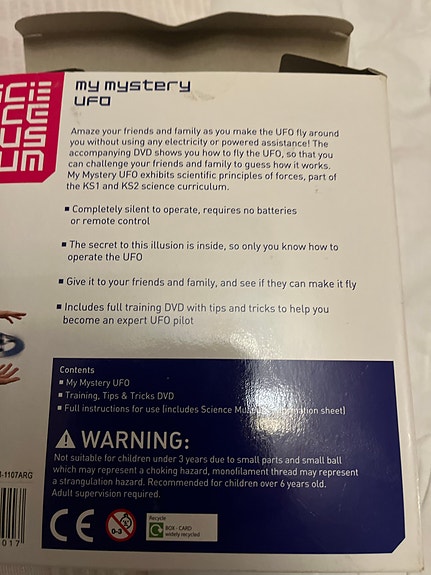 my mystery
UFO
Amaze your friends and family as you make the UFO fly around
you without using any electricity or powered assistance! The
accompanying DVD shows you how to fly the UFO, so that you
can challenge your friends and family to guess how it works.
My Mystery UFO exhibits scientific principles of forces, part of
the KS1 and KS2 science curriculum.
▪ Completely silent to operate, requires no batteries
or remote control
▪ The secret to this illusion is inside, so only you know how to
operate the UFO
▪ Give it to your friends and family, and see if they can make it fly
▪ Includes full training DVD with tips and tricks to help you
become an expert UFO pilot
Contents
▪ My Mystery UFO
▪ Training, Tips & Tricks DVD
▪ Full instructions for use (includes Science Museum information sheet)
WARNING:
Not suitable for children under 3 years due to small parts and small ball
which may represent a choking hazard, monofilament thread may represent
a strangulation hazard. Recommended for children over 6 years old.
Adult supervision required.
-1107ARG
017
CE
0-3
Recycle
BOX - CARD
widely recycled